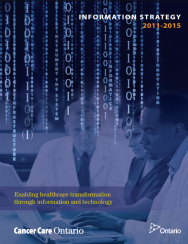 INFORMATION STRATEGY
2011-2015
Enabling healthcare transformation
through information and technology
Cancer Care Ontario
Ontario